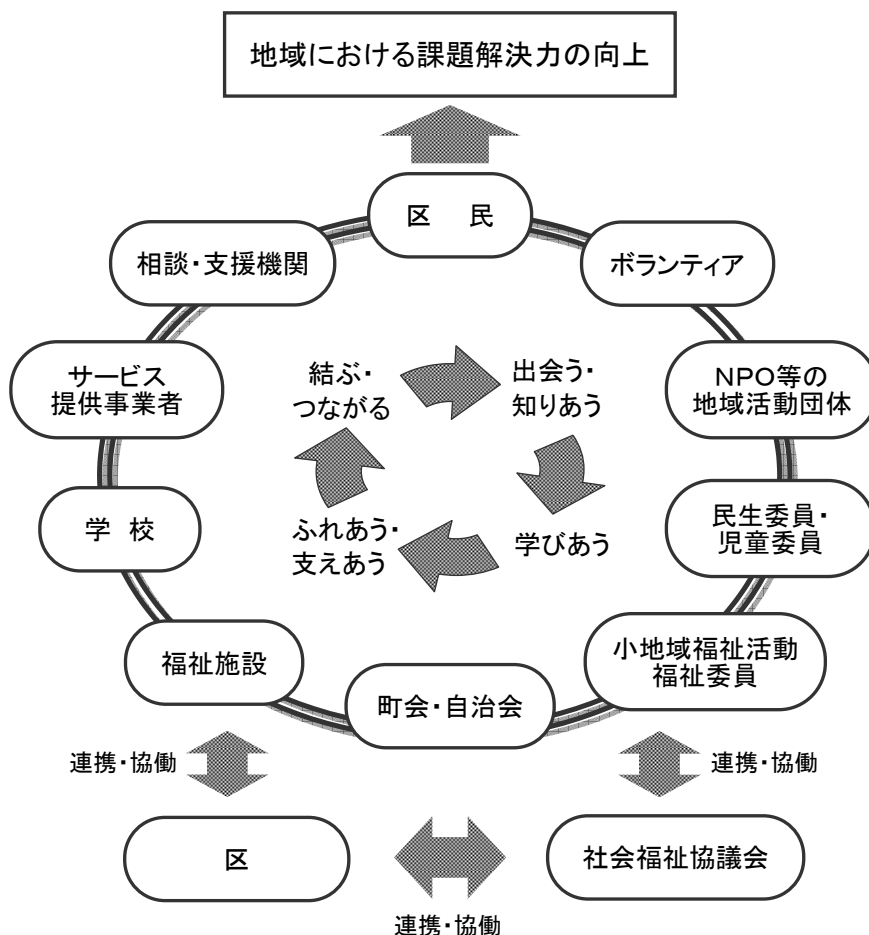 地域における課題解決力の向上
区　民
相談・支援機関
ボランティア
サービス
提供事業者
結ぶ・
つながる
出会う・
知りあう
NPO等の
地域活動団体
学 校
ふれあう・
支えあう
学びあう
民生委員・
児童委員
福祉施設
町会・自治会
小地域福祉活動
福祉委員
連携・協働
連携・協働
区
社会福祉協議会
連携・協働